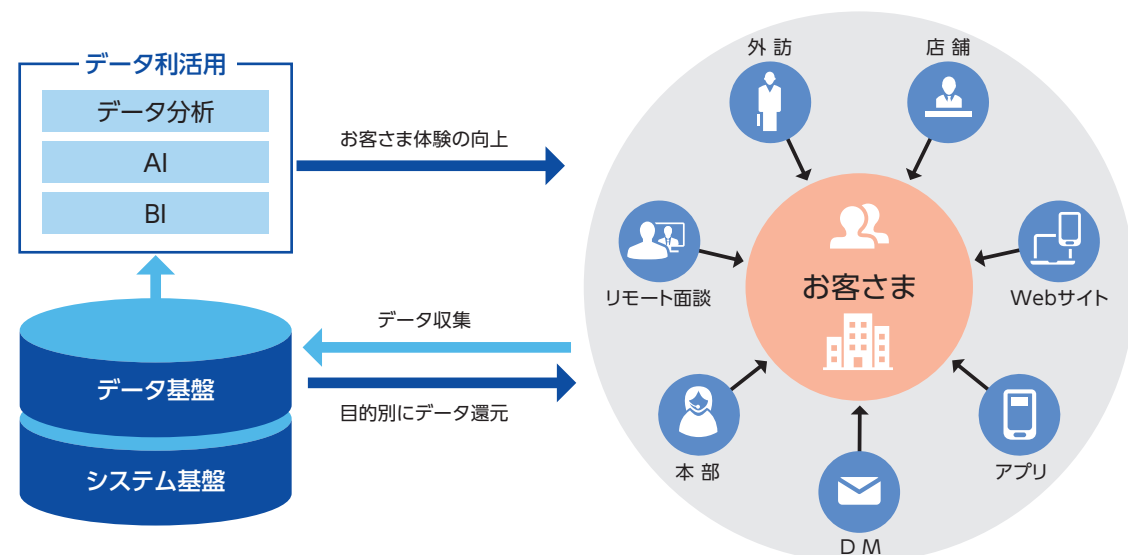 データ利活用
データ分析
AI
BI
お客さま体験の向上
データ収集
目的別にデータ還元
データ基盤
システム基盤
外訪
店舗
リモート面談
お客さま
Webサイト
本部
アプリ
DM